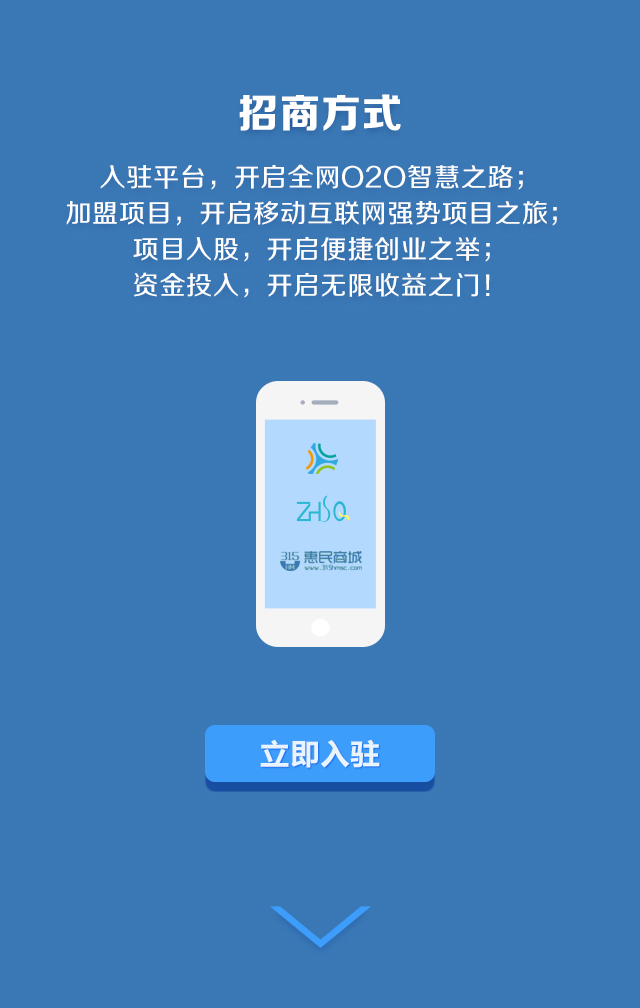 招商方式
入驻平台，开启全网O2O智慧之路；
加盟项目，开启移动互联网强势项目之旅；
项目入股，开启便捷创业之举；
资金投入，开启无限收益之门！
ZHSQ
315 惠民商城
www.315hmsc.com
立即入驻